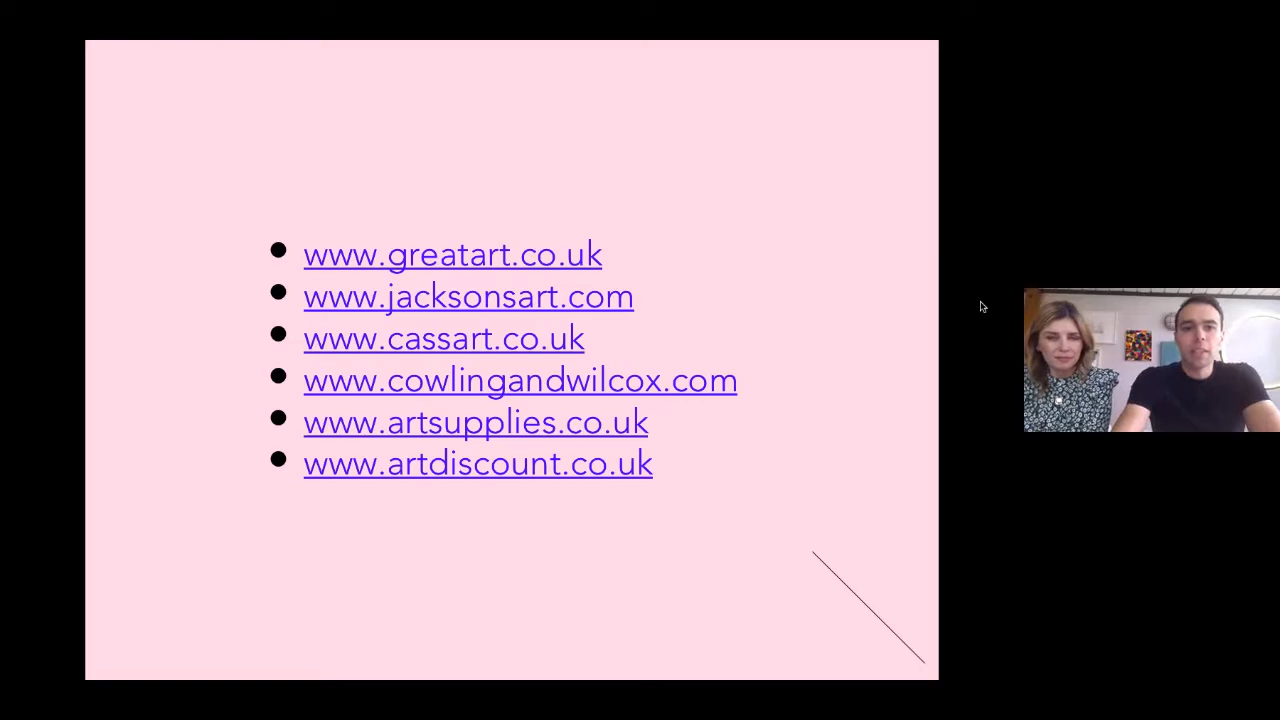 www.greatart.co.uk
www.jacksonsart.com
www.cassart.co.uk
www.cowlingandwilcox.com
www.artsupplies.co.uk
www.artdiscount.co.uk